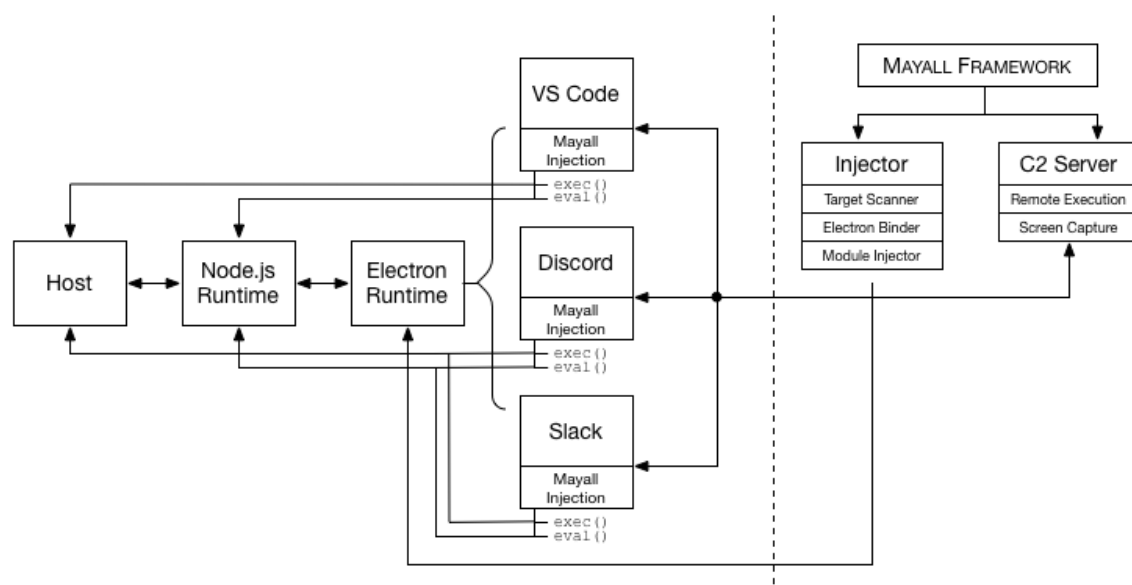 MAYALL FRAMEWORK
VS Code
Mayall
Injection
exec()
eval()
Injector
Target Scanner
Electron Binder
Module Injector
C2 Server
Remote Execution
Screen Capture
Host
Node.js
Runtime
Electron
Runtime
Discord
Mayall
Injection
exec()
eval()
Slack
Mayall
Injection
exec()
eval()